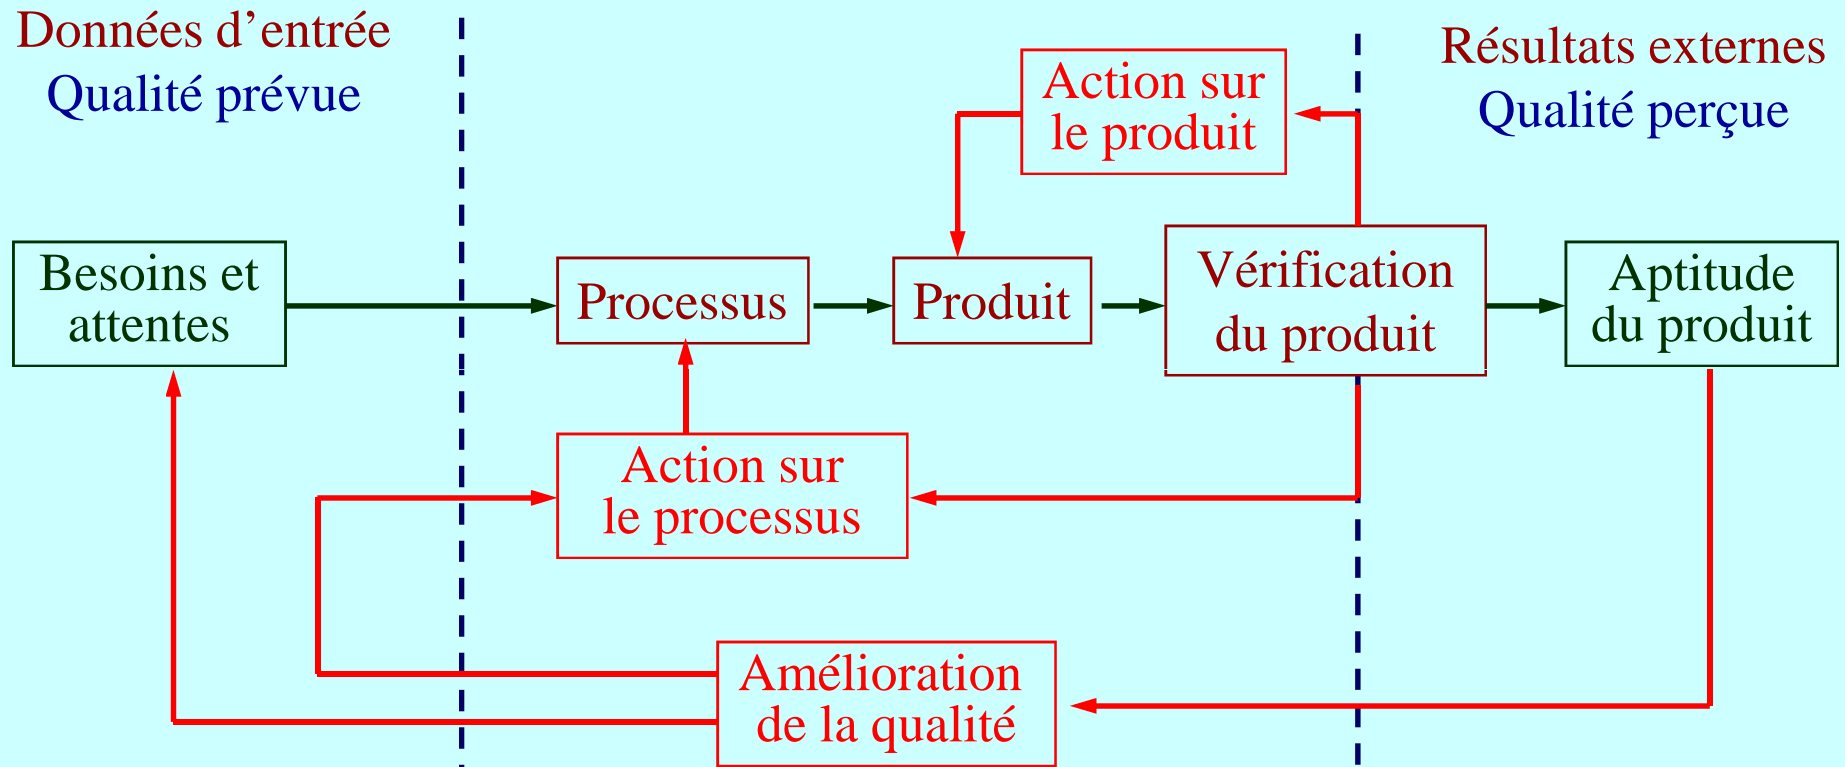 Données d’entrée
Qualité prévue
Résultats externes
Qualité perçue
Action sur
le produit
Besoins et
attentes
Processus
Produit
Vérification
du produit
Aptitude
du produit
Action sur
le processus
Amélioration
de la qualité